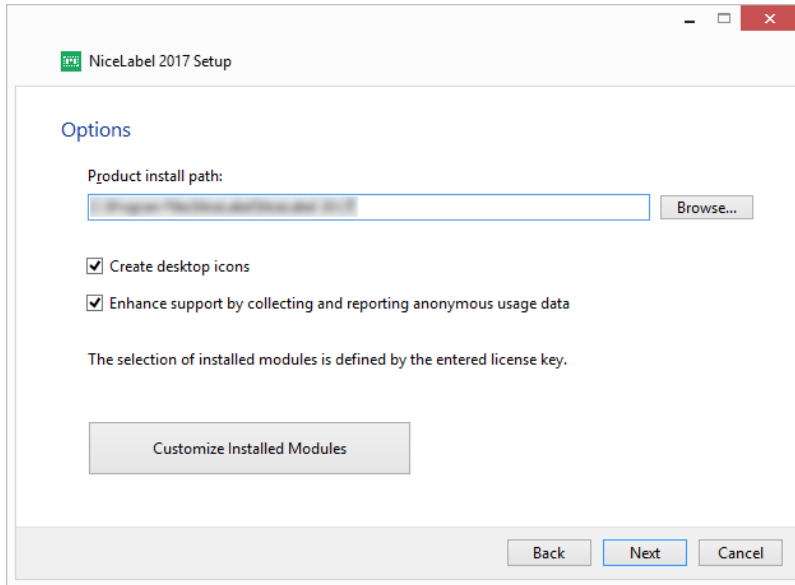 NiceLabel 2017 Setup
Options
Product install path:
Browse...
Create desktop icons
Enhance support by collecting and reporting anonymous usage data
The selection of installed modules is defined by the entered license key.
Customize Installed Modules
Back Next Cancel